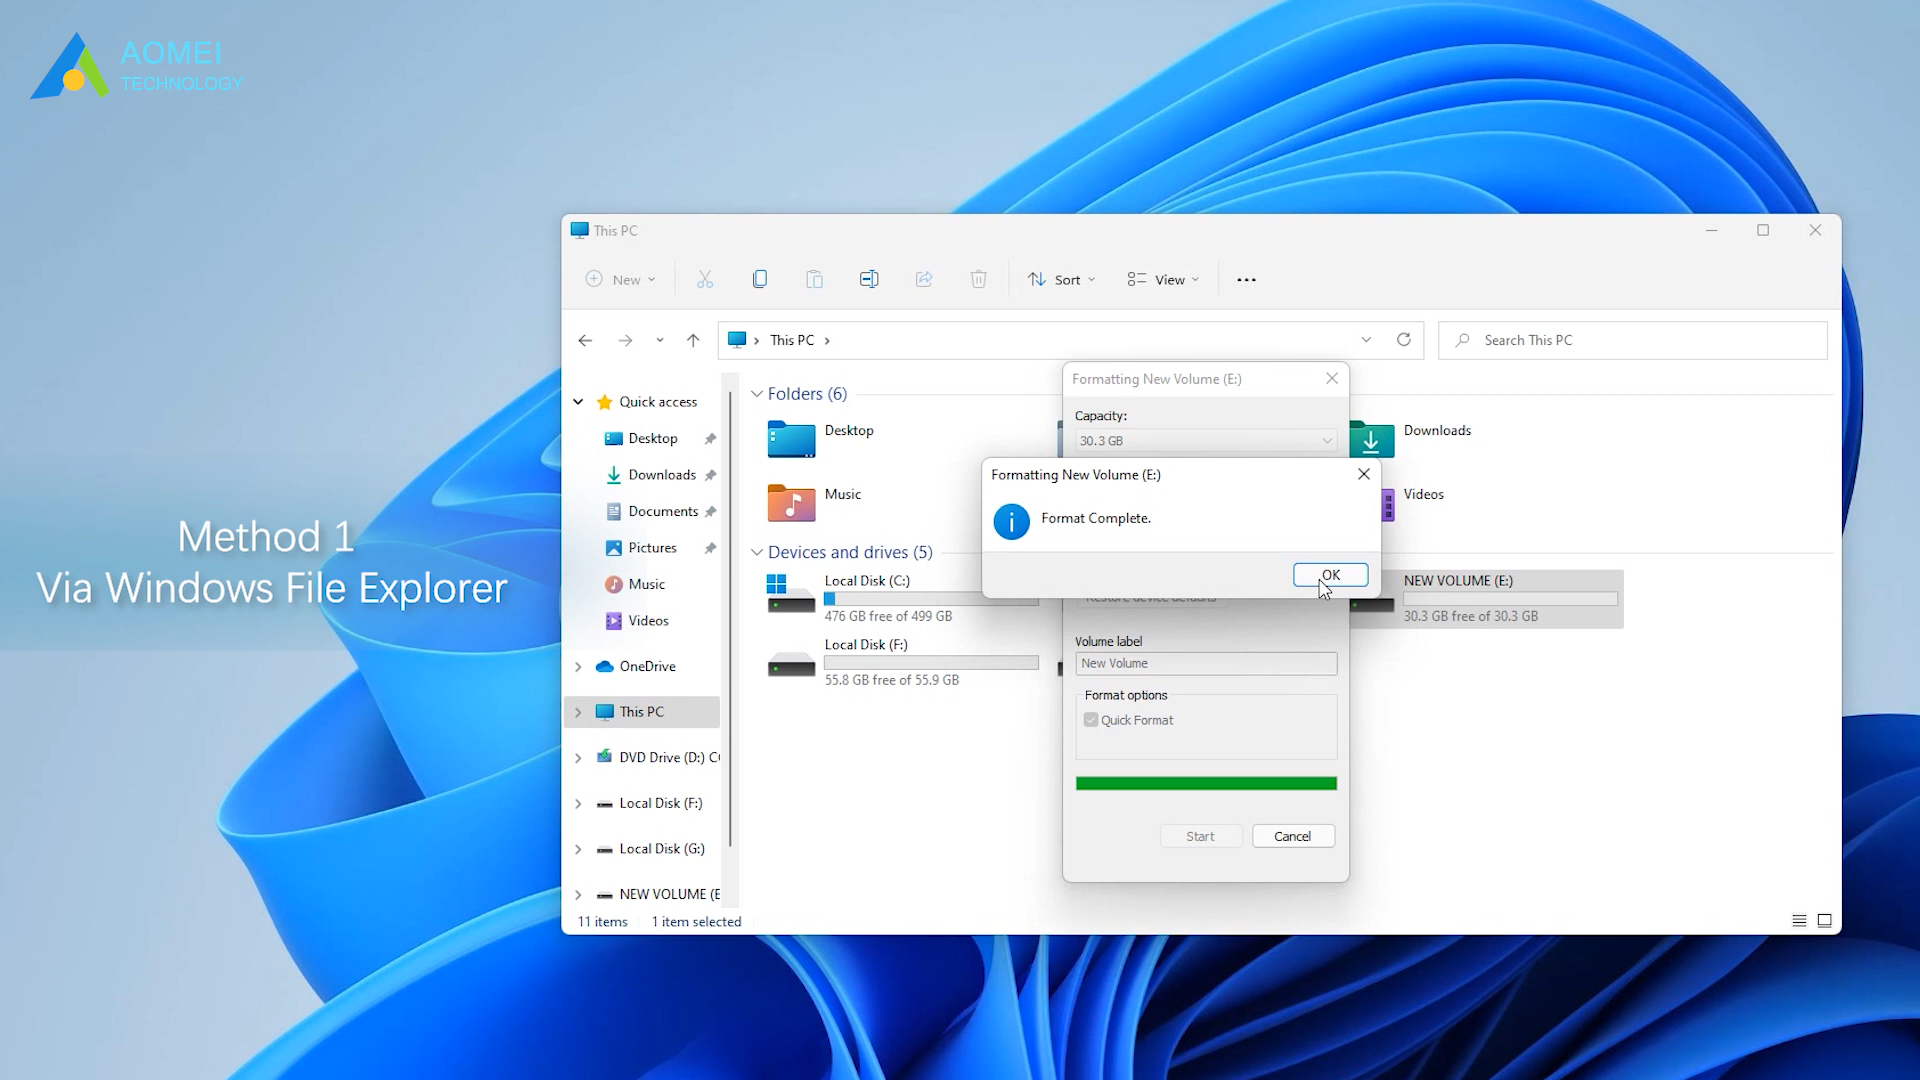 AOMEI
TECHNOLOGY
Method 1
Via Windows File Explorer
This PC
New
Sort
View
This PC
Search This PC
Quick access
Desktop
Downloads
Documents
Pictures
Music
Videos
OneDrive
This PC
DVD Drive (D:) C
Local Disk (F:)
Local Disk (G:)
NEW VOLUME (E
11 items 1 item selected
Folders (6)
Desktop
Downloads
Music
Videos
Devices and drives (5)
Local Disk (C:)
476 GB free of 499 GB
NEW VOLUME (E:)
30.3 GB free of 30.3 GB
Local Disk (F:)
55.8 GB free of 55.9 GB
Formatting New Volume (E:)
Capacity:
30.3 GB
Formatting New Volume (E:)
Format Complete.
OK
Restore device defaults
Volume label
New Volume
Format options
Quick Format
Start
Cancel